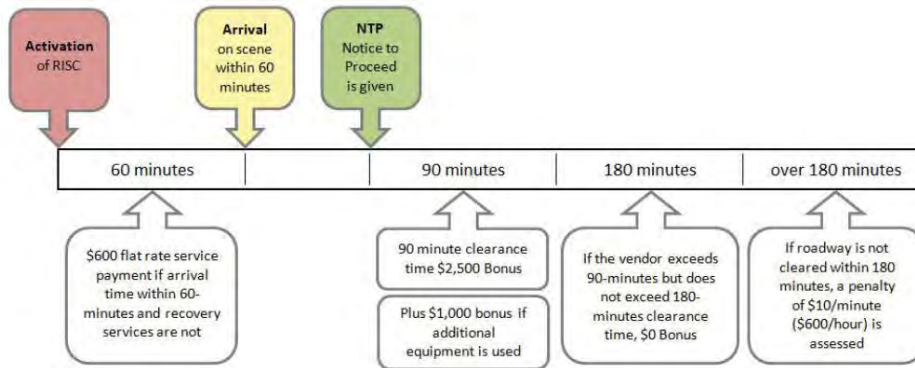 Activation
of RISC
Arrival
on scene
within 60
minutes
NTP
Notice to
Proceed
is given
60 minutes
90 minutes
180 minutes
over 180 minutes
$600 flat rate service
payment if arrival
time within 60-
minutes and recovery
services are not
90 minute clearance
time $2,500 Bonus
Plus $1,000 bonus if
additional
equipment is used
If the vendor exceeds
90-minutes but does
not exceed 180-
minutes clearance
time, $0 Bonus
If roadway is not
cleared within 180
minutes, a penalty
of $10/minute
($600/hour) is
assessed